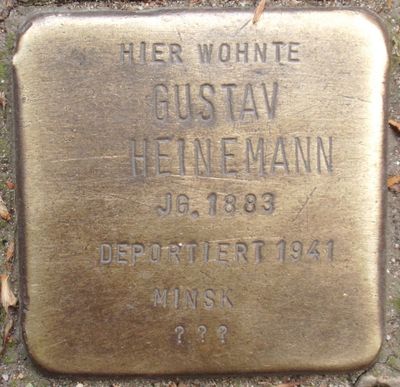 HIER WOHNTE
GUSTAV
HEINEMANN
JG. 1883
DEPORTIERT 1941
MINSK
???